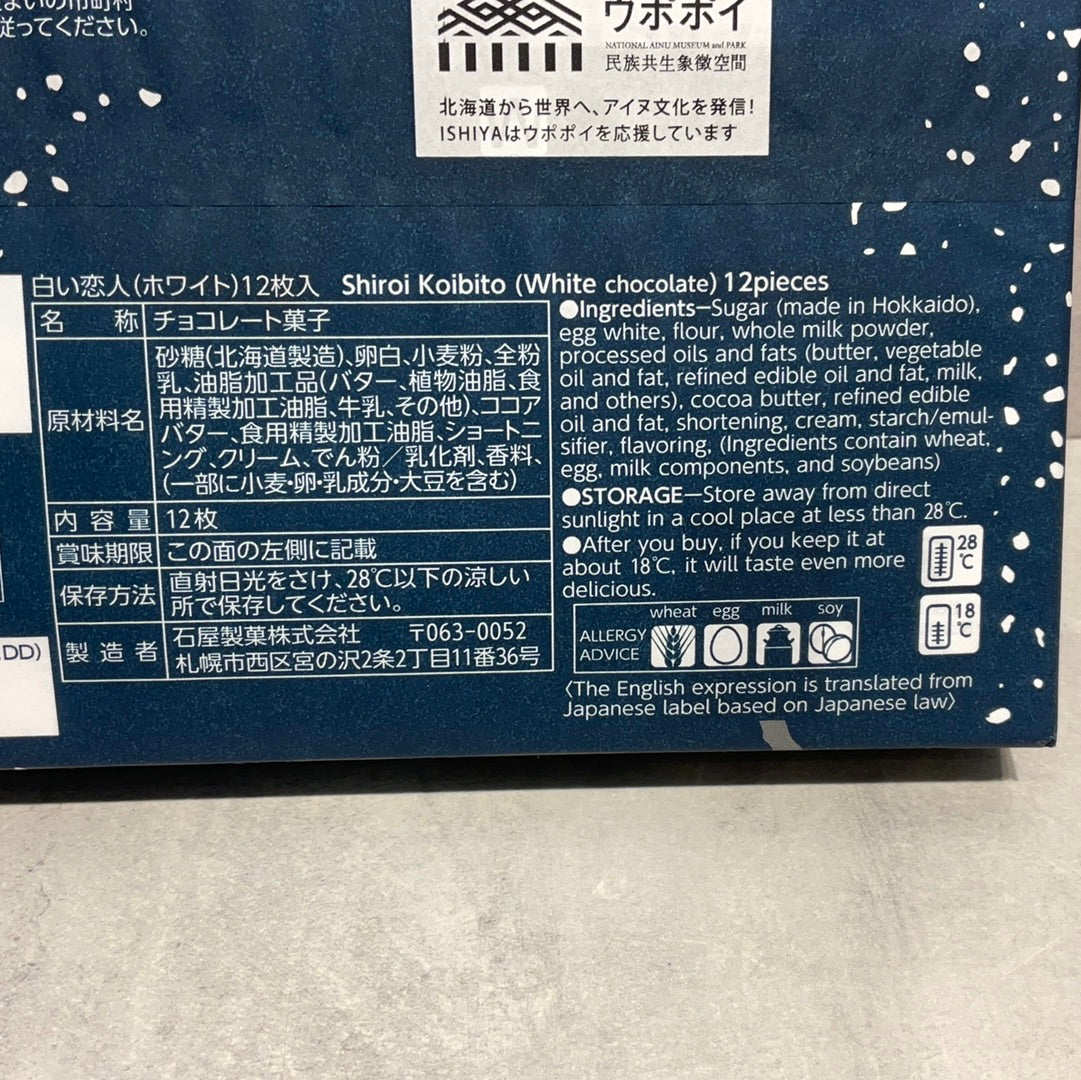 従ってください。
ウポポイ
NATIONAL AINU MUSEUM and PARK
民族共生象徴空間
北海道から世界へ、アイヌ文化を発信!
ISHIYAはウポポイを応援しています
白い恋人(ホワイト)12枚入 Shiroi Koibito (White chocolate) 12pieces
名 称 チョコレート菓子
原材料名
砂糖(北海道製造)、卵白、小麦粉、全粉
乳、油脂加工品(バター、植物油脂、食
用精製加工油脂、牛乳、その他)、ココア
バター、食用精製加工油脂、ショートニ
ング、クリーム、でん粉/乳化剤、香料、
(一部に小麦・卵・乳成分・大豆を含む)
内容量 12枚
賞味期限 この面の左側に記載
保存方法 直射日光をさけ、28℃以下の涼しい
所で保存してください。
製造者 石屋製菓株式会社 〒063-0052
札幌市西区宮の沢2条2丁目11番36号
●Ingredients—Sugar (made in Hokkaido),
egg white, flour, whole milk powder,
processed oils and fats (butter, vegetable
oil and fat, refined edible oil and fat, milk,
and others), cocoa butter, refined edible
oil and fat, shortening, cream, starch/emul-
sifier, flavoring, (Ingredients contain wheat,
egg, milk components, and soybeans)
●STORAGE—Store away from direct
sunlight in a cool place at less than 28℃.
●After you buy, if you keep it at
about 18℃, it will taste even more
delicious.
28℃
18℃
wheat egg milk soy
ALLERGY
ADVICE
〈The English expression is translated from
Japanese label based on Japanese law〉
DD)